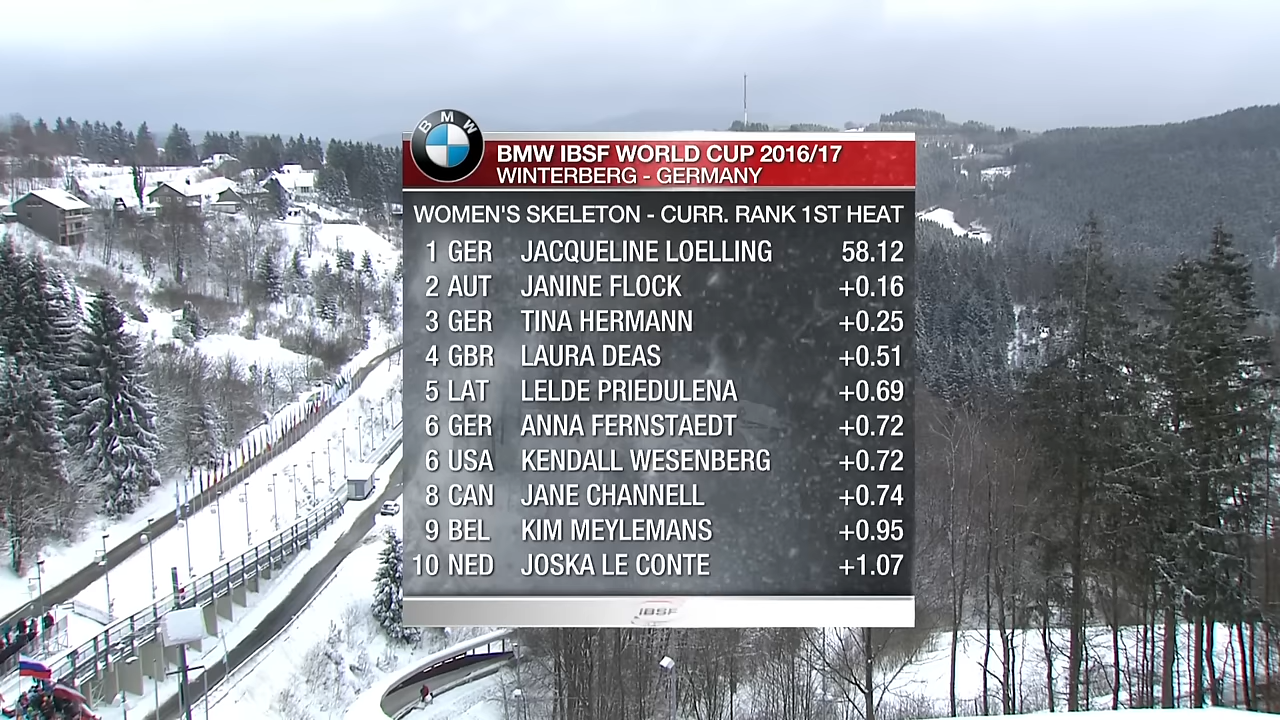 BMW
BMW IBSF WORLD CUP 2016/17
WINTERBERG - GERMANY
WOMEN'S SKELETON - CURR. RANK 1ST HEAT
1 GER JACQUELINE LOELLING 58.12
2 AUT JANINE FLOCK +0.16
3 GER TINA HERMANN +0.25
4 GBR LAURA DEAS +0.51
5 LAT LELDE PRIEDULENA +0.69
6 GER ANNA FERNSTAEDT +0.72
6 USA KENDALL WESENBERG +0.72
8 CAN JANE CHANNELL +0.74
9 BEL KIM MEYLEMANS +0.95
10 NED JOSKA LE CONTE +1.07
IBSF